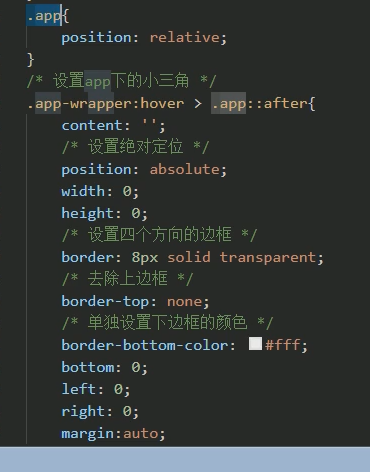 .app{
position: relative;
}
/* 设置app下的小三角 */
.app-wrapper:hover > .app::after{
content: '';
/* 设置绝对定位 */
position: absolute;
width: 0;
height: 0;
/* 设置四个方向的边框 */
border: 8px solid transparent;
/* 去除上边框 */
border-top: none;
/* 单独设置下边框的颜色 */
border-bottom-color: #fff;
bottom: 0;
left: 0;
right: 0;
margin:auto;